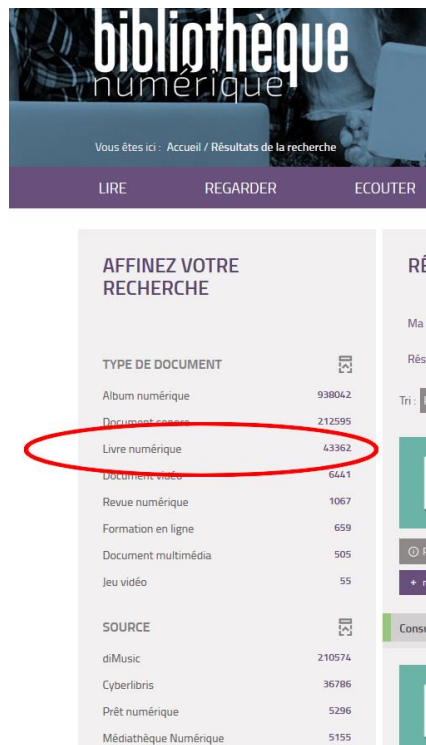 bibliothèque
numérique
Vous êtes ici : Accueil / Résultats de la recherche
LIRE REGARDER ECOUTER
AFFINEZ VOTRE
RECHERCHE
TYPE DE DOCUMENT
Album numérique 938042
Document sonore 212595
Livre numérique 43362
Document vidéo 6441
Revue numérique 1067
Formation en ligne 659
Document multimédia 505
Jeu vidéo 55
SOURCE
diMusic 210574
Cyberlibris 36786
Prêt numérique 5296
Médiathèque Numérique 5155
RÉ
Ma
Rés
Tri :
Consu